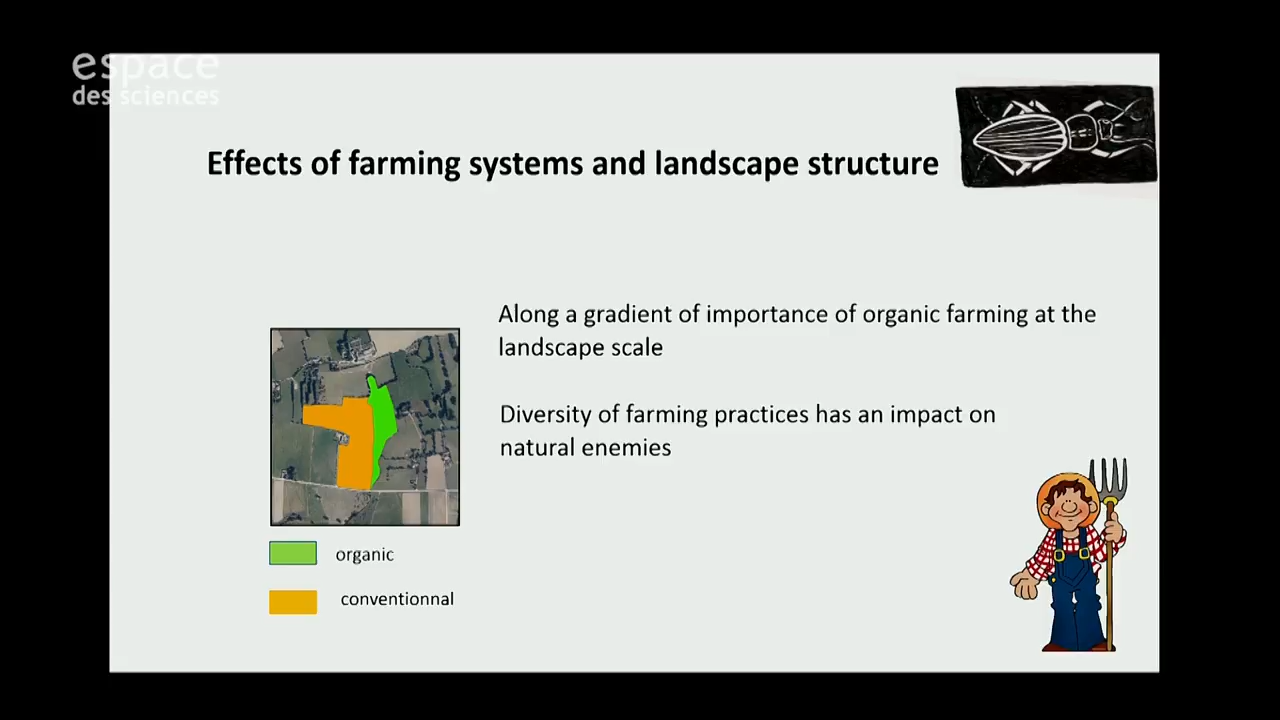 espace
des sciences
Effects of farming systems and landscape structure
Along a gradient of importance of organic farming at the
landscape scale
Diversity of farming practices has an impact on
natural enemies
organic
conventionnal